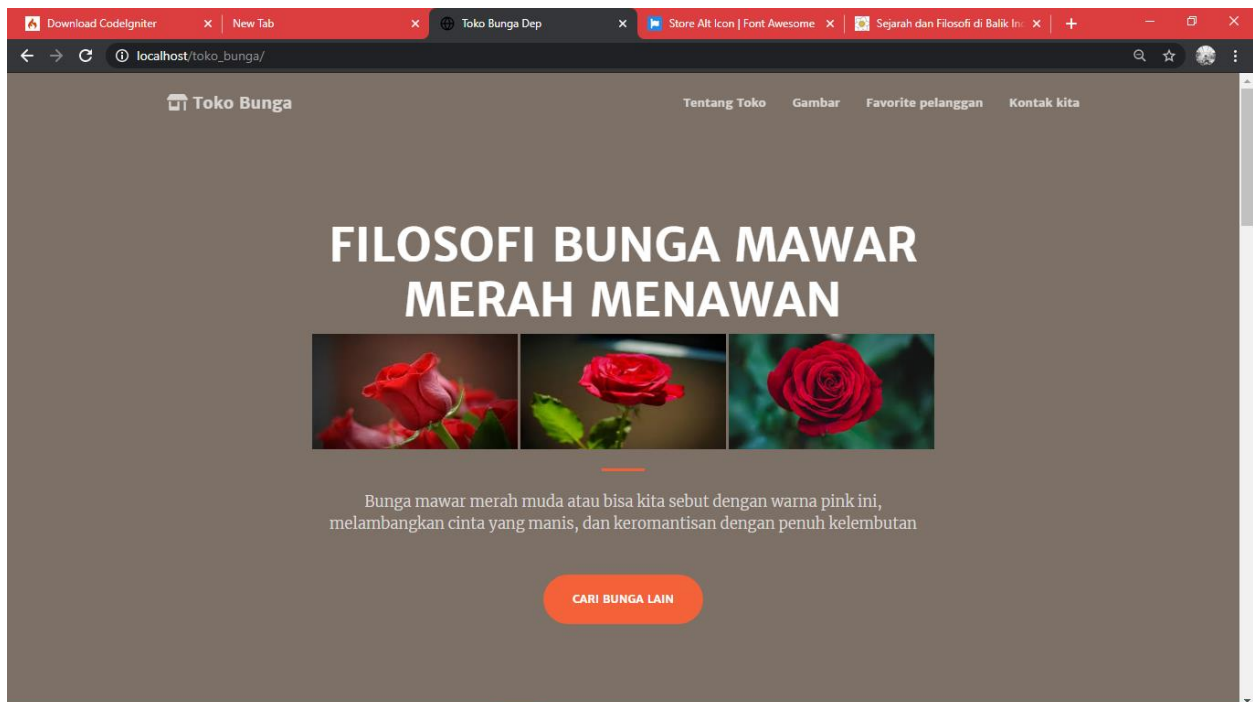 Download CodeIgniter
New Tab
Toko Bunga Dep
Store Alt Icon | Font Awesome
Sejarah dan Filosofi di Balik In
localhost/toko_bunga/
Toko Bunga
Tentang Toko
Gambar
Favorite pelanggan
Kontak kita
FILOSOFI BUNGA MAWAR
MERAH MENAWAN
Bunga mawar merah muda atau bisa kita sebut dengan warna pink ini,
melambangkan cinta yang manis, dan keromantisan dengan penuh kelembutan
CARI BUNGA LAIN